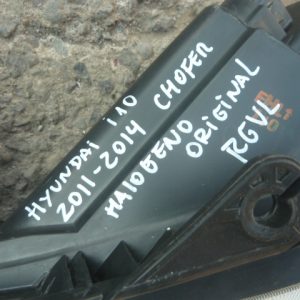 HYUNDAI i10
2011-2014 CHOFER
HALOGENO
ORIGINAL
RGVL